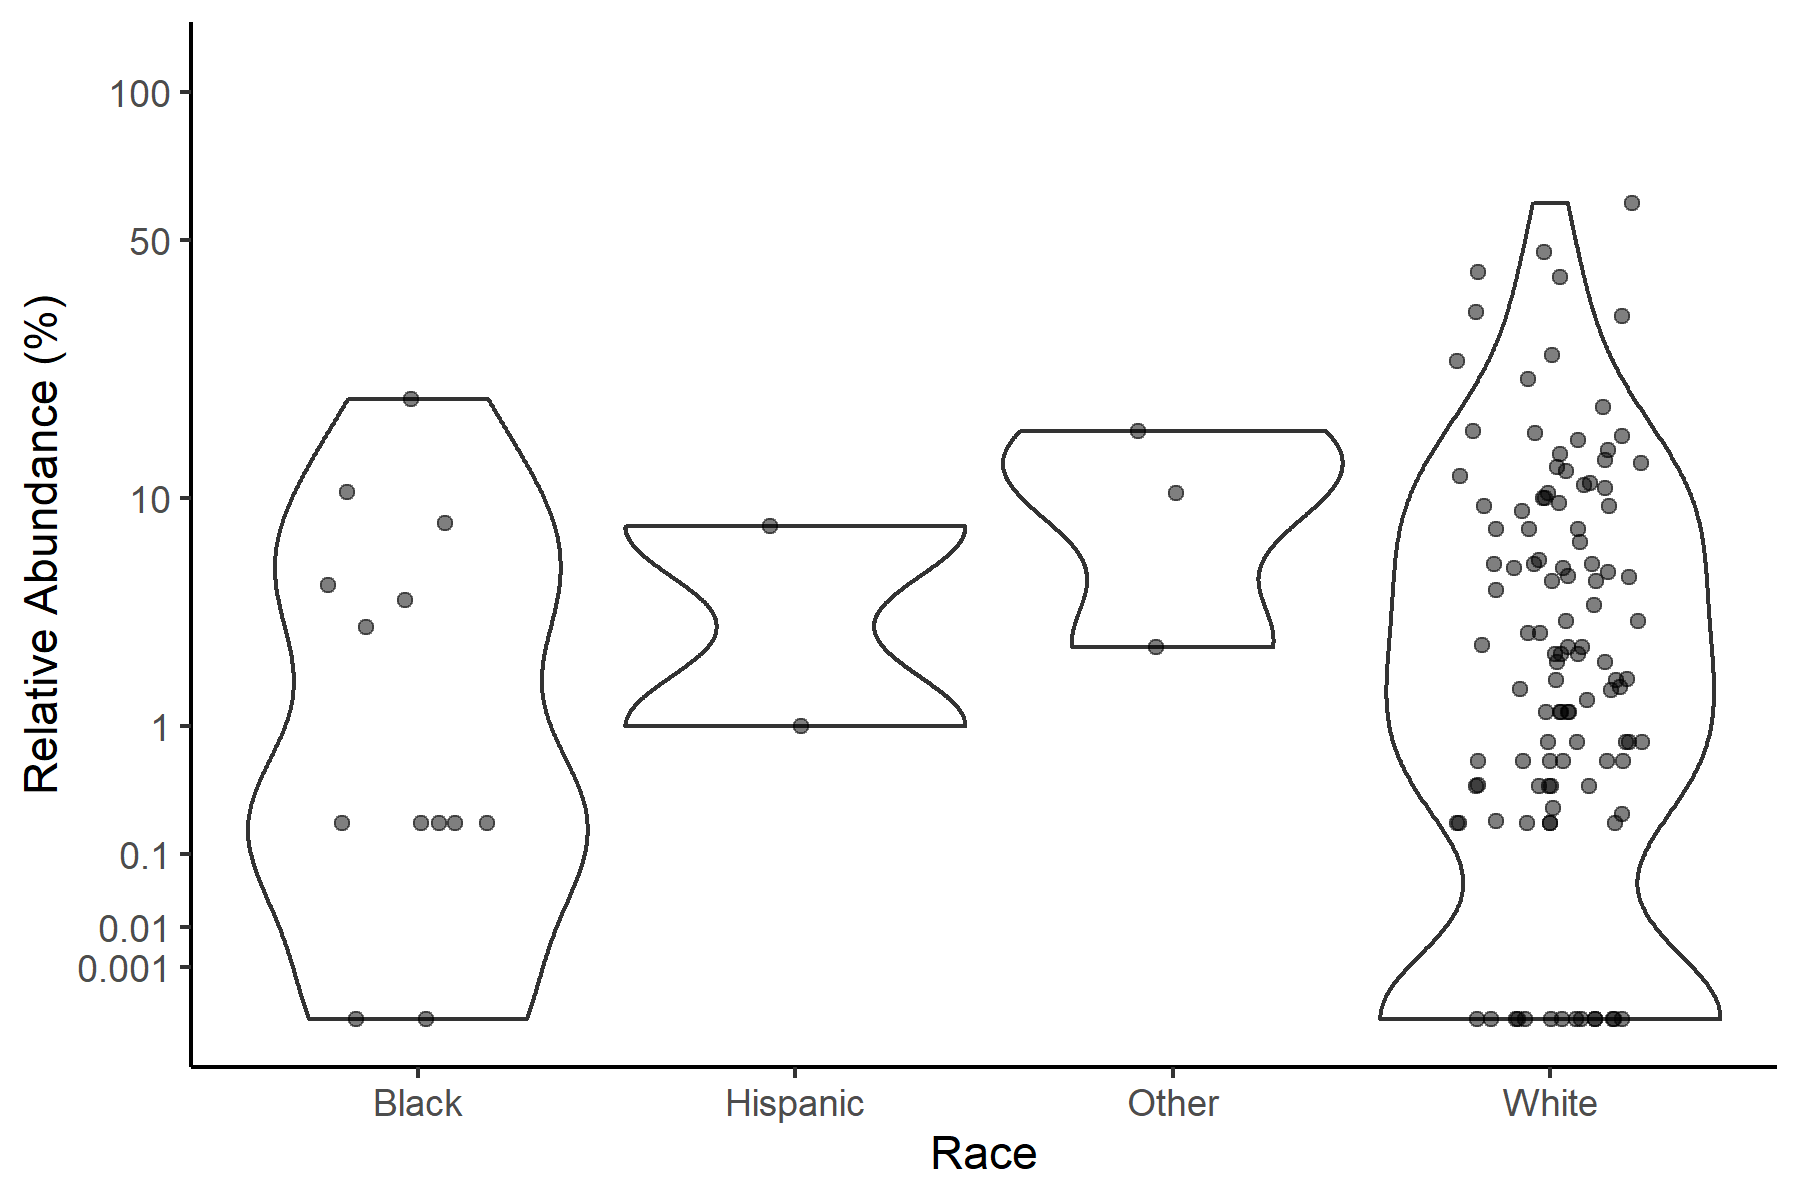 100
50
10
1
0.1
0.01
0.001
Relative Abundance (%)
Black Hispanic Other White
Race